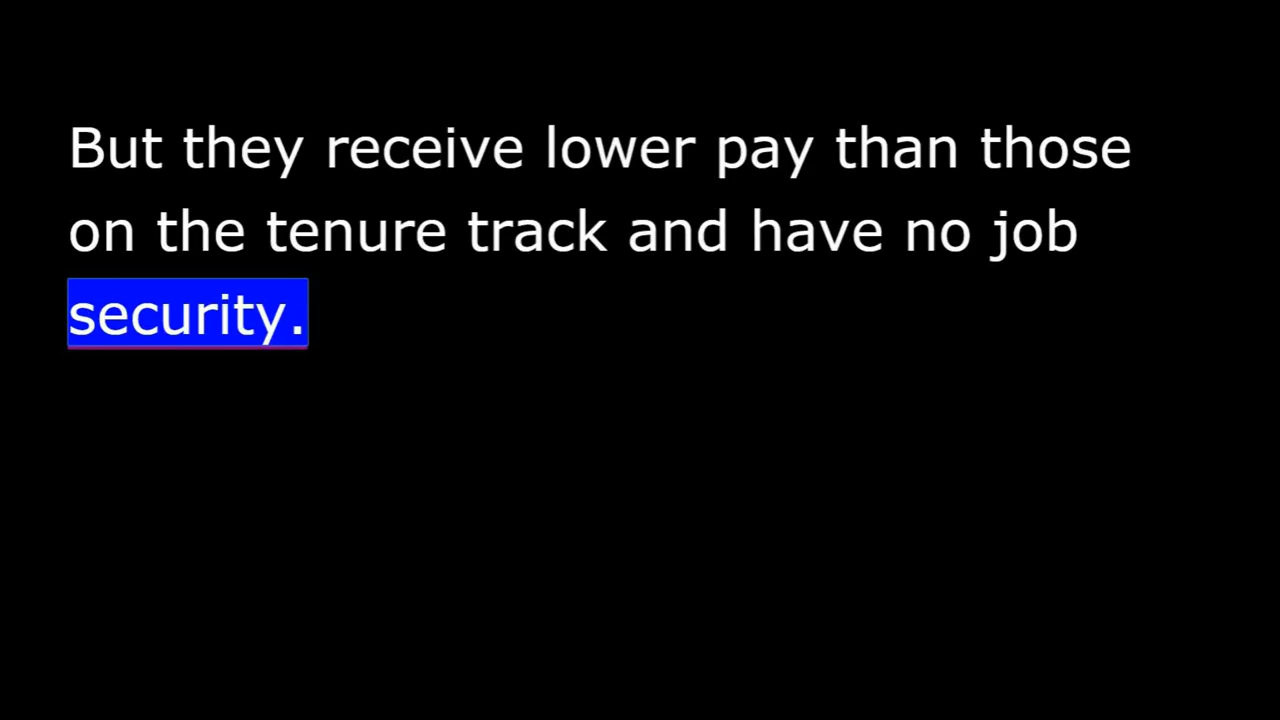 But they receive lower pay than those
on the tenure track and have no job
security.